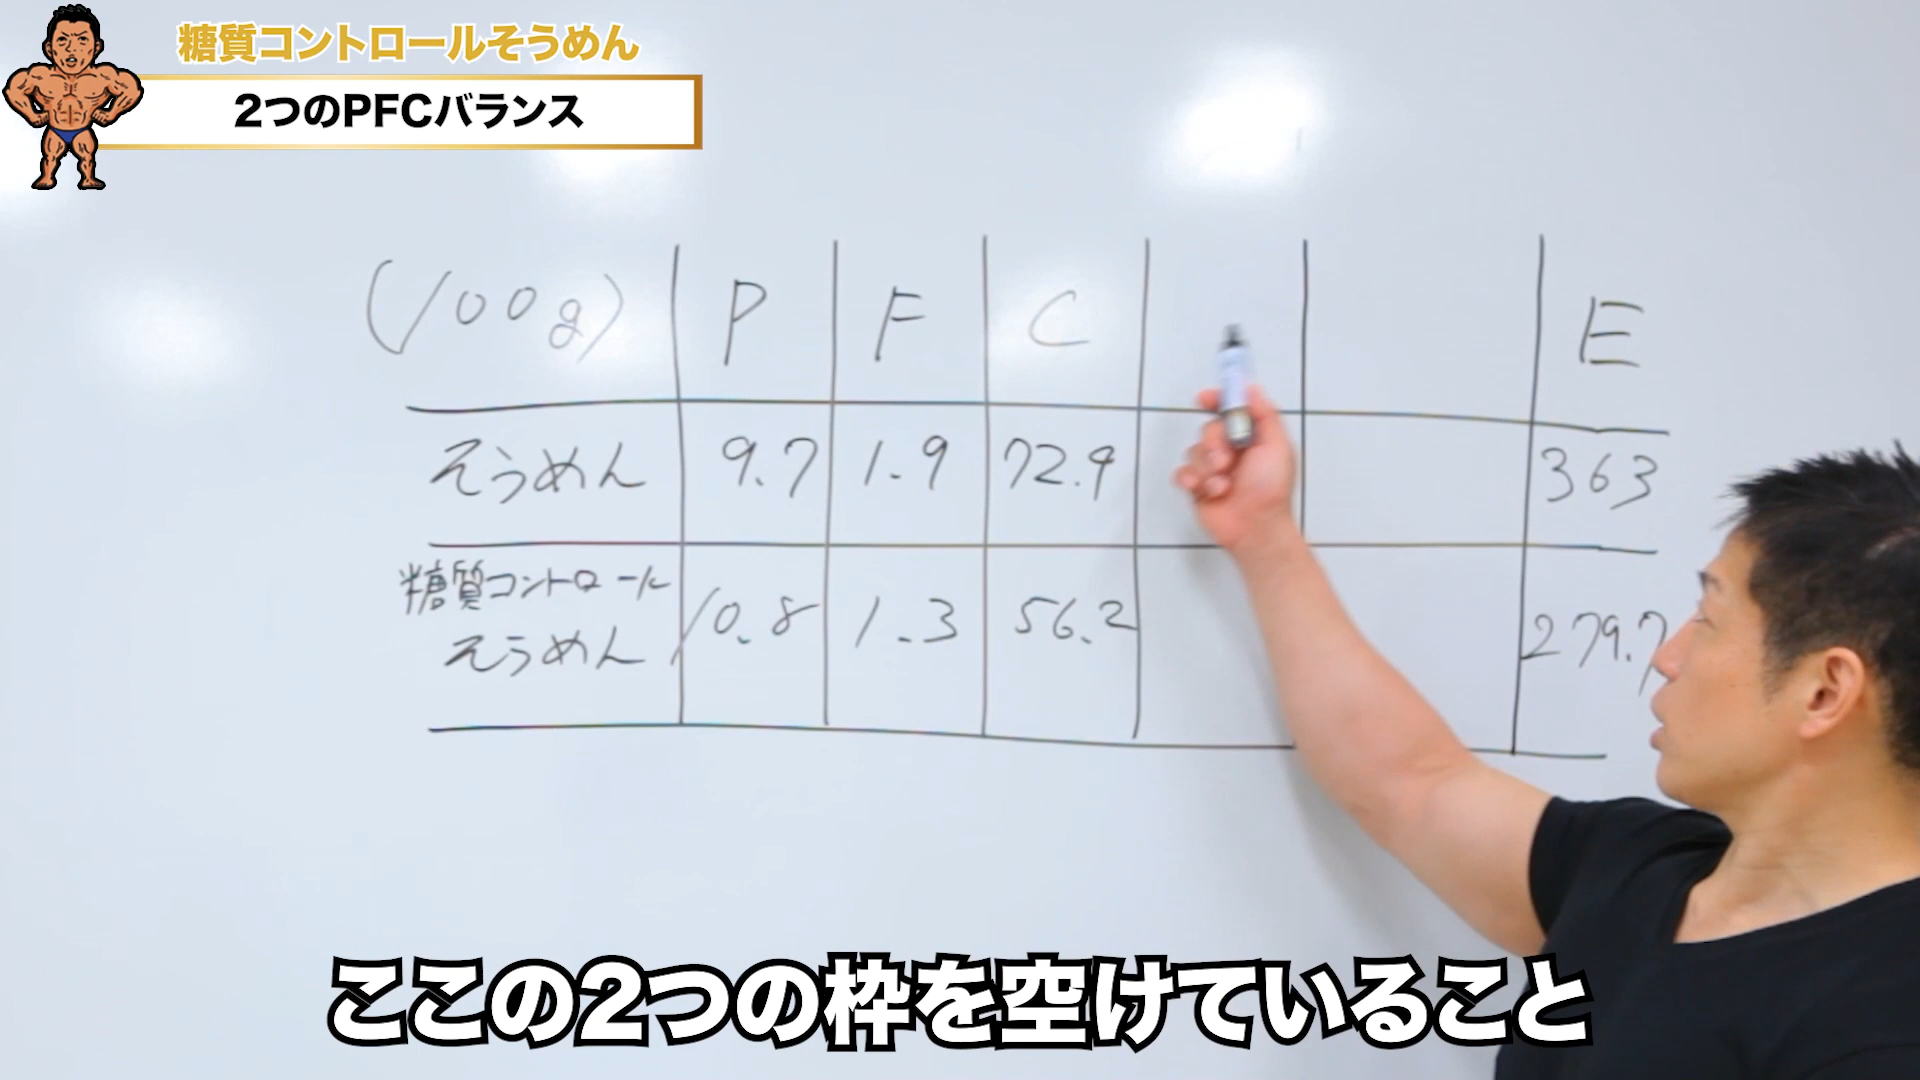 糖質コントロールそうめん
2つのPFCバランス
(100g) P F C E
そうめん 9.7 1.9 72.9 363
糖質コントロール
そうめん 10.8 1.3 56.2 279.7
ここの2つの枠を空けていること